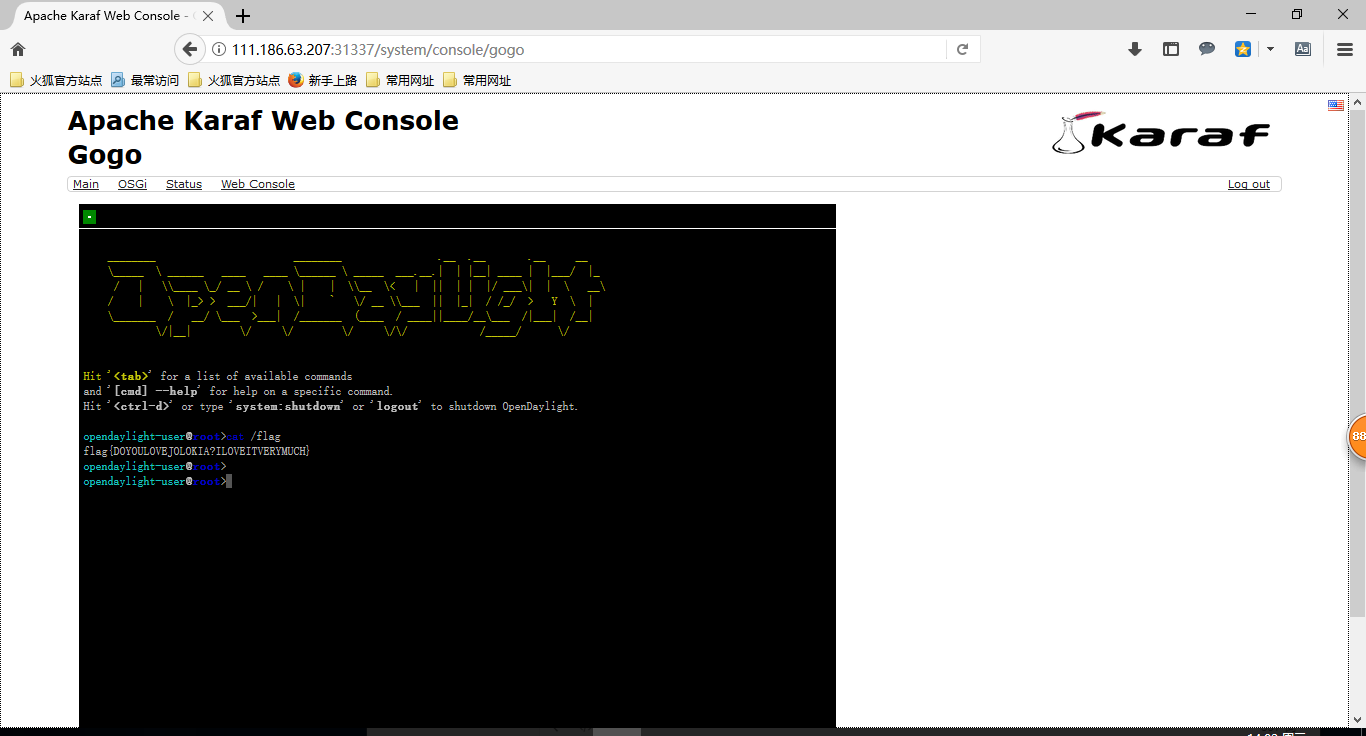 Apache Karaf Web Console -
111.186.63.207:31337/system/console/gogo
火狐官方站点 最常访问 火狐官方站点 新手上路 常用网址 常用网址
Apache Karaf Web Console
Gogo
Karaf
Main OSGi Status Web Console Log out
OpenDaylight
Hit '<tab>' for a list of available commands
and '[cmd] --help' for help on a specific command.
Hit '<ctrl-d>' or type 'system:shutdown' or 'logout' to shutdown OpenDaylight.
opendaylight-user@root>cat /flag
flag{DOYOULOVEJOLOKIA?ILOVEITVERYMUCH}
opendaylight-user@root>
opendaylight-user@root>
88